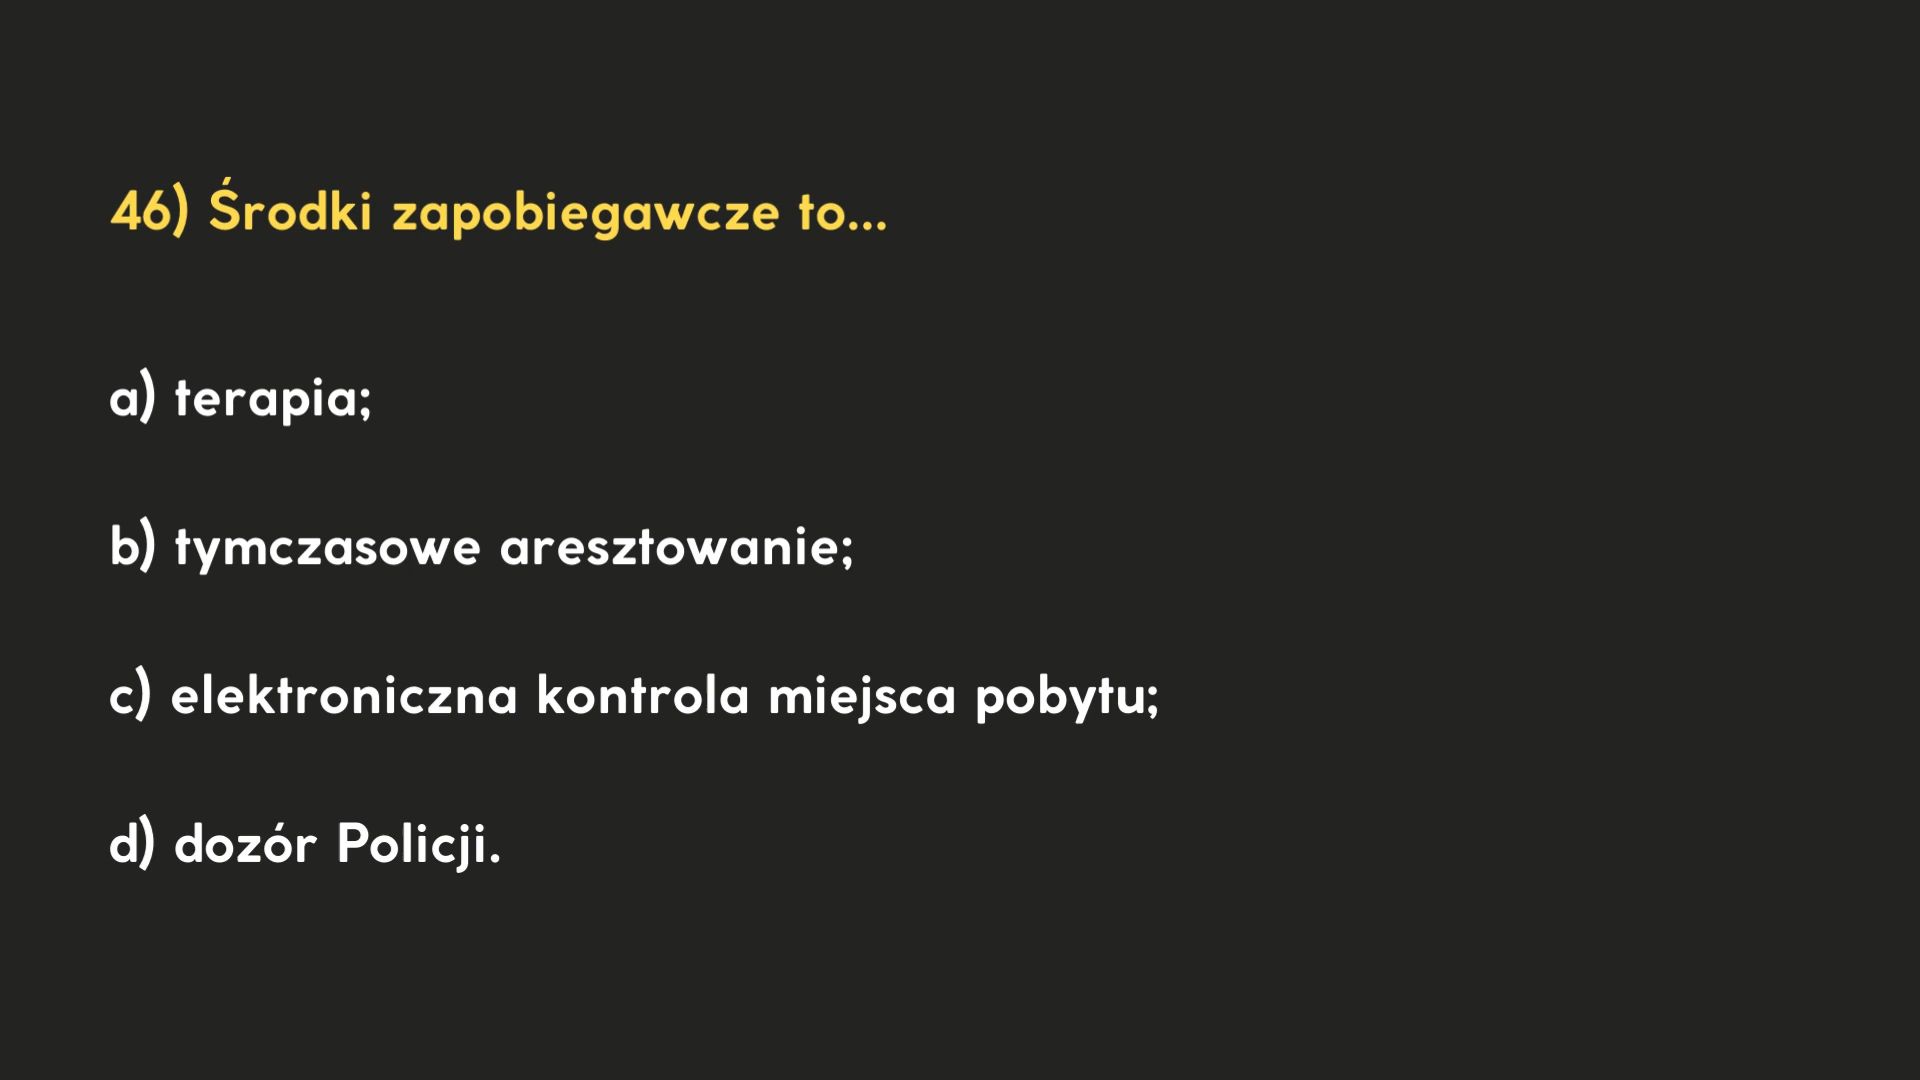 46) Środki zapobiegawcze to...
a) terapia;
b) tymczasowe aresztowanie;
c) elektroniczna kontrola miejsca pobytu;
d) dozór Policji.